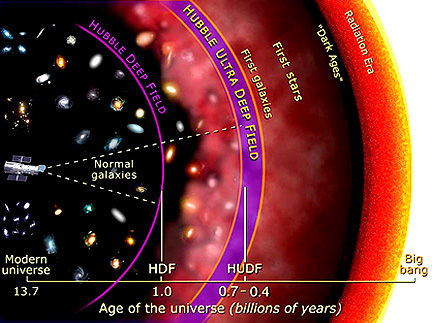 HUBBLE DEEP FIELD
HUBBLE ULTRA DEEP FIELD
First galaxies
First stars
"Dark Ages"
Radiation Era
Normal
galaxies
Modern
universe
HDF
HUDF
Big
bang
13.7
1.0
0.7-0.4
Age of the universe (billions of years)